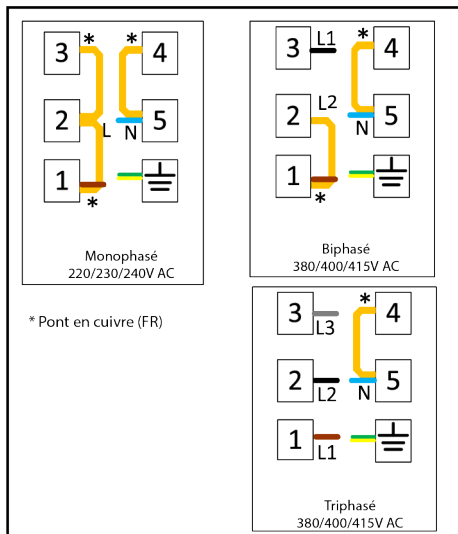 * *
3 4
2 L N 5
1
*
Monophasé
220/230/240V AC
L1 *
3 4
L2
2 N 5
1
*
Biphasé
380/400/415V AC
* Pont en cuivre (FR)
*
3 L3 4
2 L2 N 5
1 L1
Triphasé
380/400/415V AC